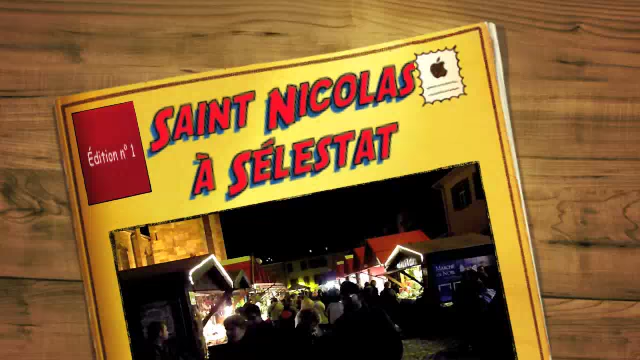 SAINT NICOLAS
À SÉLESTAT
Édition n° 1